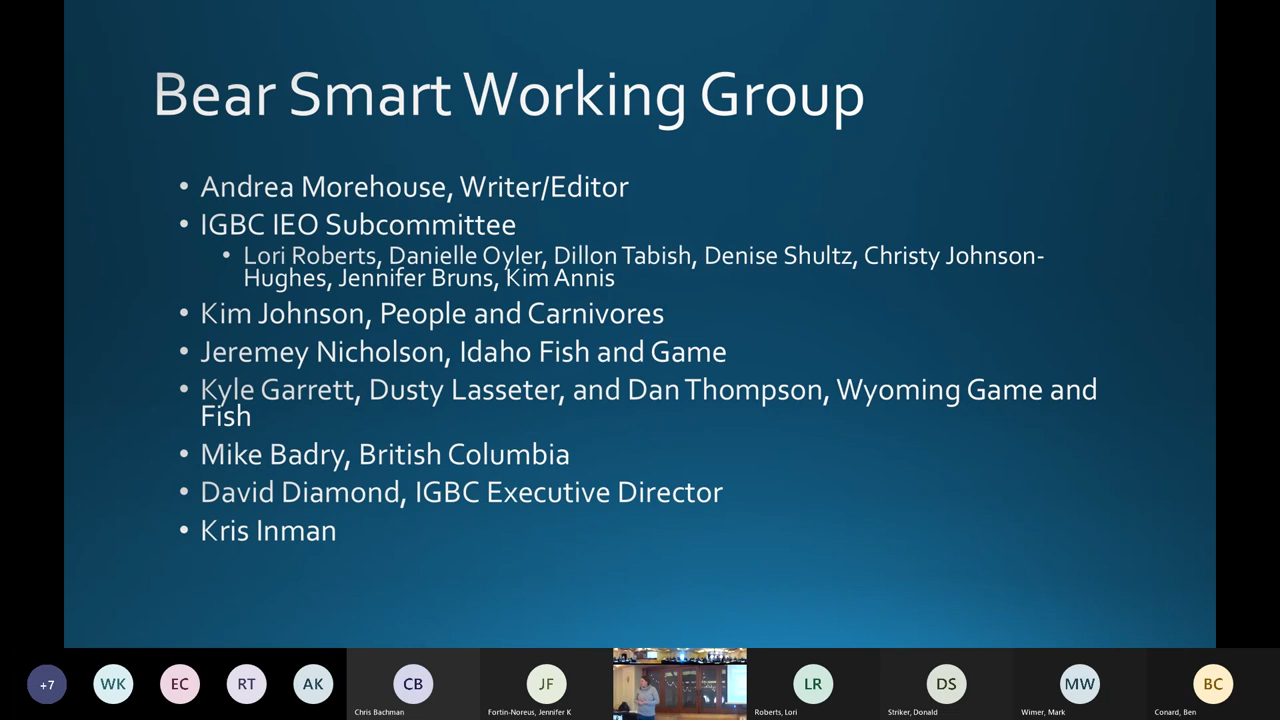 Bear Smart Working Group
• Andrea Morehouse, Writer/Editor
• IGBC IEO Subcommittee
• Lori Roberts, Danielle Oyler, Dillon Tabish, Denise Shultz, Christy Johnson-
Hughes, Jennifer Bruns, Kim Annis
• Kim Johnson, People and Carnivores
• Jeremey Nicholson, Idaho Fish and Game
• Kyle Garrett, Dusty Lasseter, and Dan Thompson, Wyoming Game and
Fish
• Mike Badry, British Columbia
• David Diamond, IGBC Executive Director
• Kris Inman
+7 WK EC RT AK CB JF LR DS MW BC
Chris Bachman Fortin-Noreus, Jennifer K Roberts, Lori Striker, Donald Wimer, Mark Conard, Ben